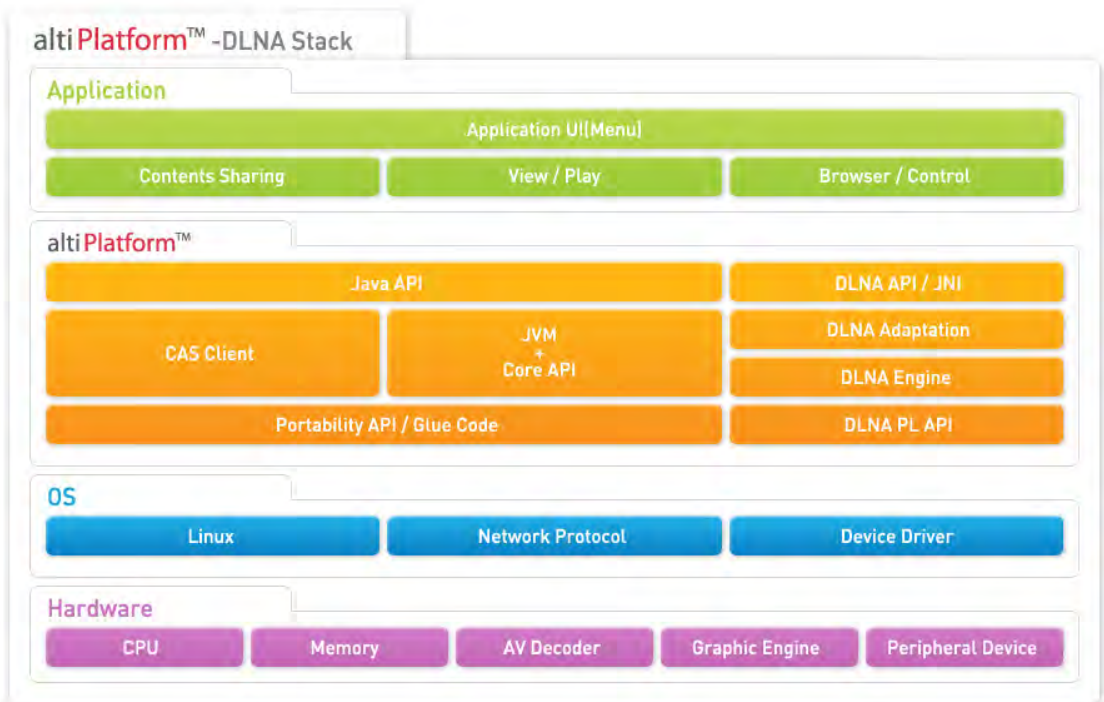 altiPlatform™ -DLNA Stack
Application
Application UI(Menu)
Contents Sharing
View / Play
Browser / Control
altiPlatform™
Java API
DLNA API / JNI
CAS Client
JVM
+
Core API
DLNA Adaptation
DLNA Engine
Portability API / Glue Code
DLNA PL API
OS
Linux
Network Protocol
Device Driver
Hardware
CPU
Memory
AV Decoder
Graphic Engine
Peripheral Device